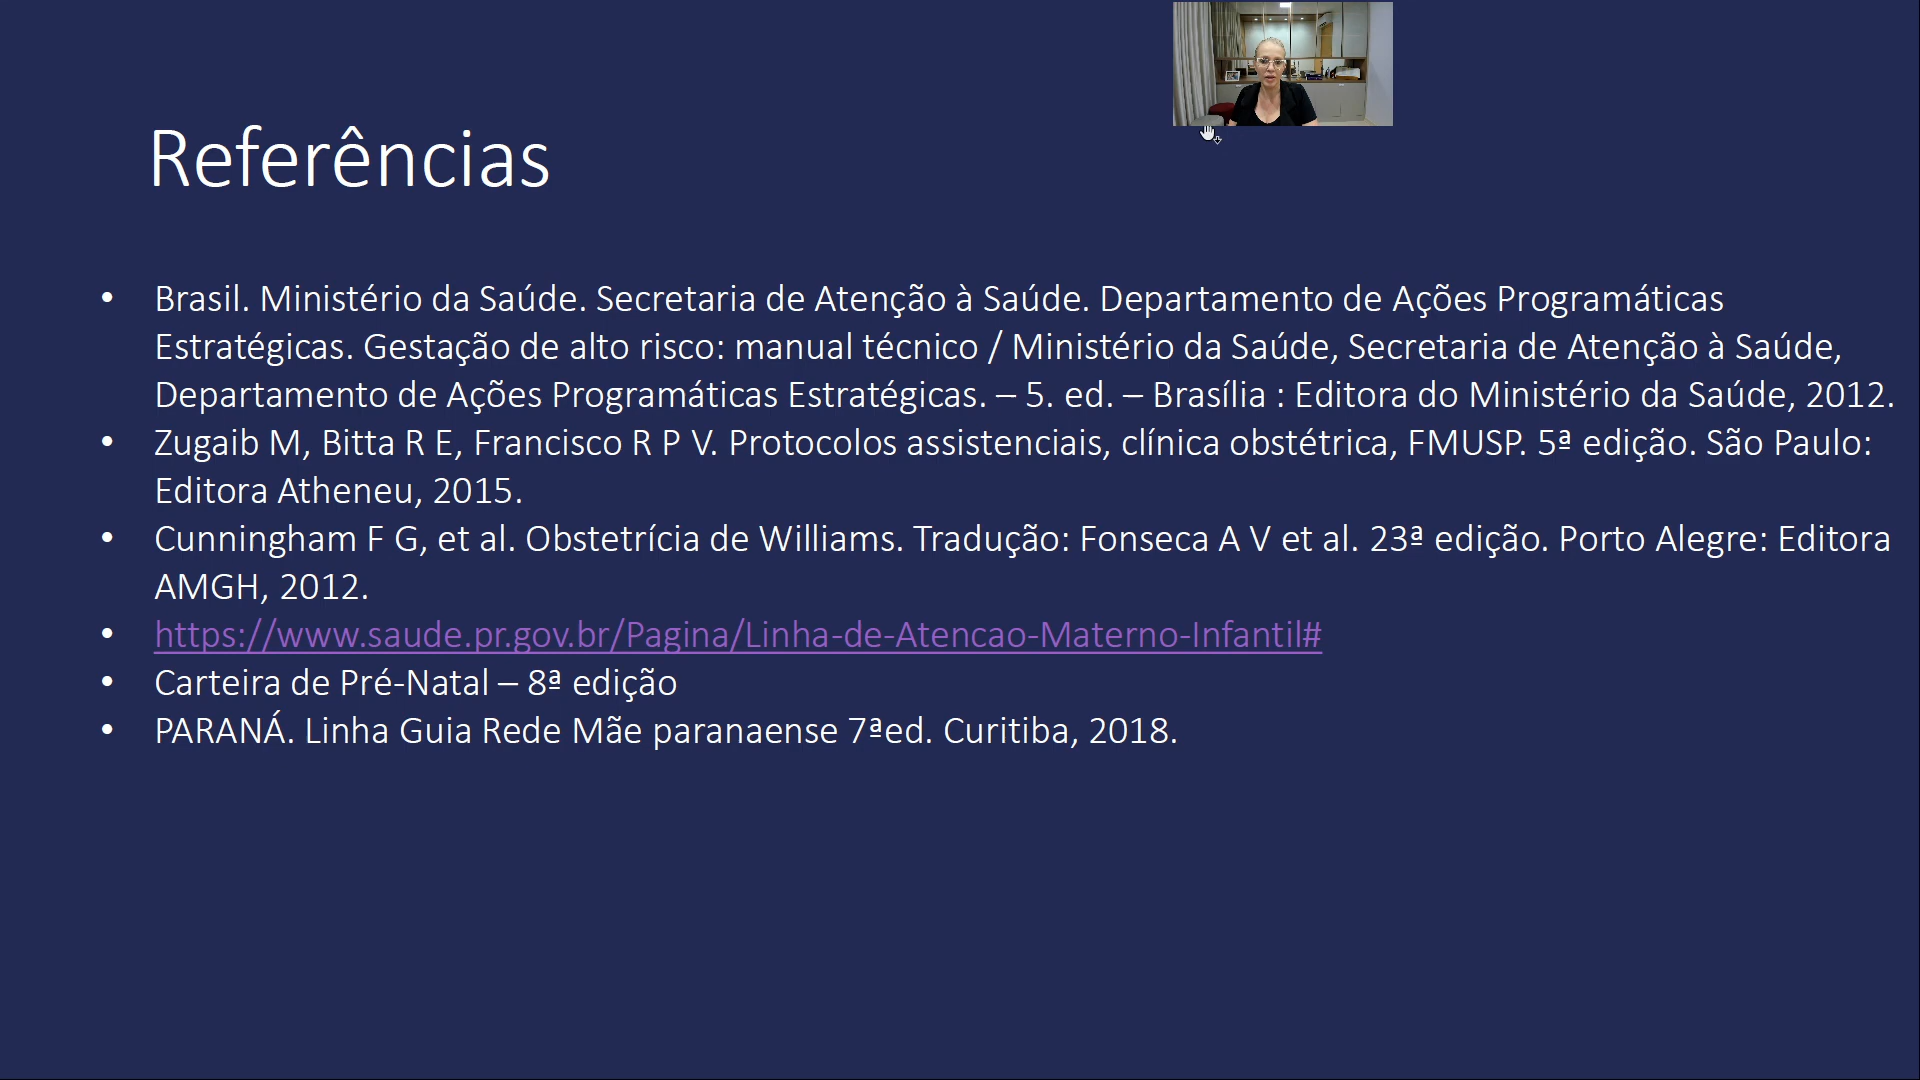 Referências
• Brasil. Ministério da Saúde. Secretaria de Atenção à Saúde. Departamento de Ações Programáticas
Estratégicas. Gestação de alto risco: manual técnico / Ministério da Saúde, Secretaria de Atenção à Saúde,
Departamento de Ações Programáticas Estratégicas. – 5. ed. – Brasília : Editora do Ministério da Saúde, 2012.
• Zugaib M, Bitta R E, Francisco R P V. Protocolos assistenciais, clínica obstétrica, FMUSP. 5ª edição. São Paulo:
Editora Atheneu, 2015.
• Cunningham F G, et al. Obstetrícia de Williams. Tradução: Fonseca A V et al. 23ª edição. Porto Alegre: Editora
AMGH, 2012.
• https://www.saude.pr.gov.br/Pagina/Linha-de-Atencao-Materno-Infantil#
• Carteira de Pré-Natal – 8ª edição
• PARANÁ. Linha Guia Rede Mãe paranaense 7ªed. Curitiba, 2018.